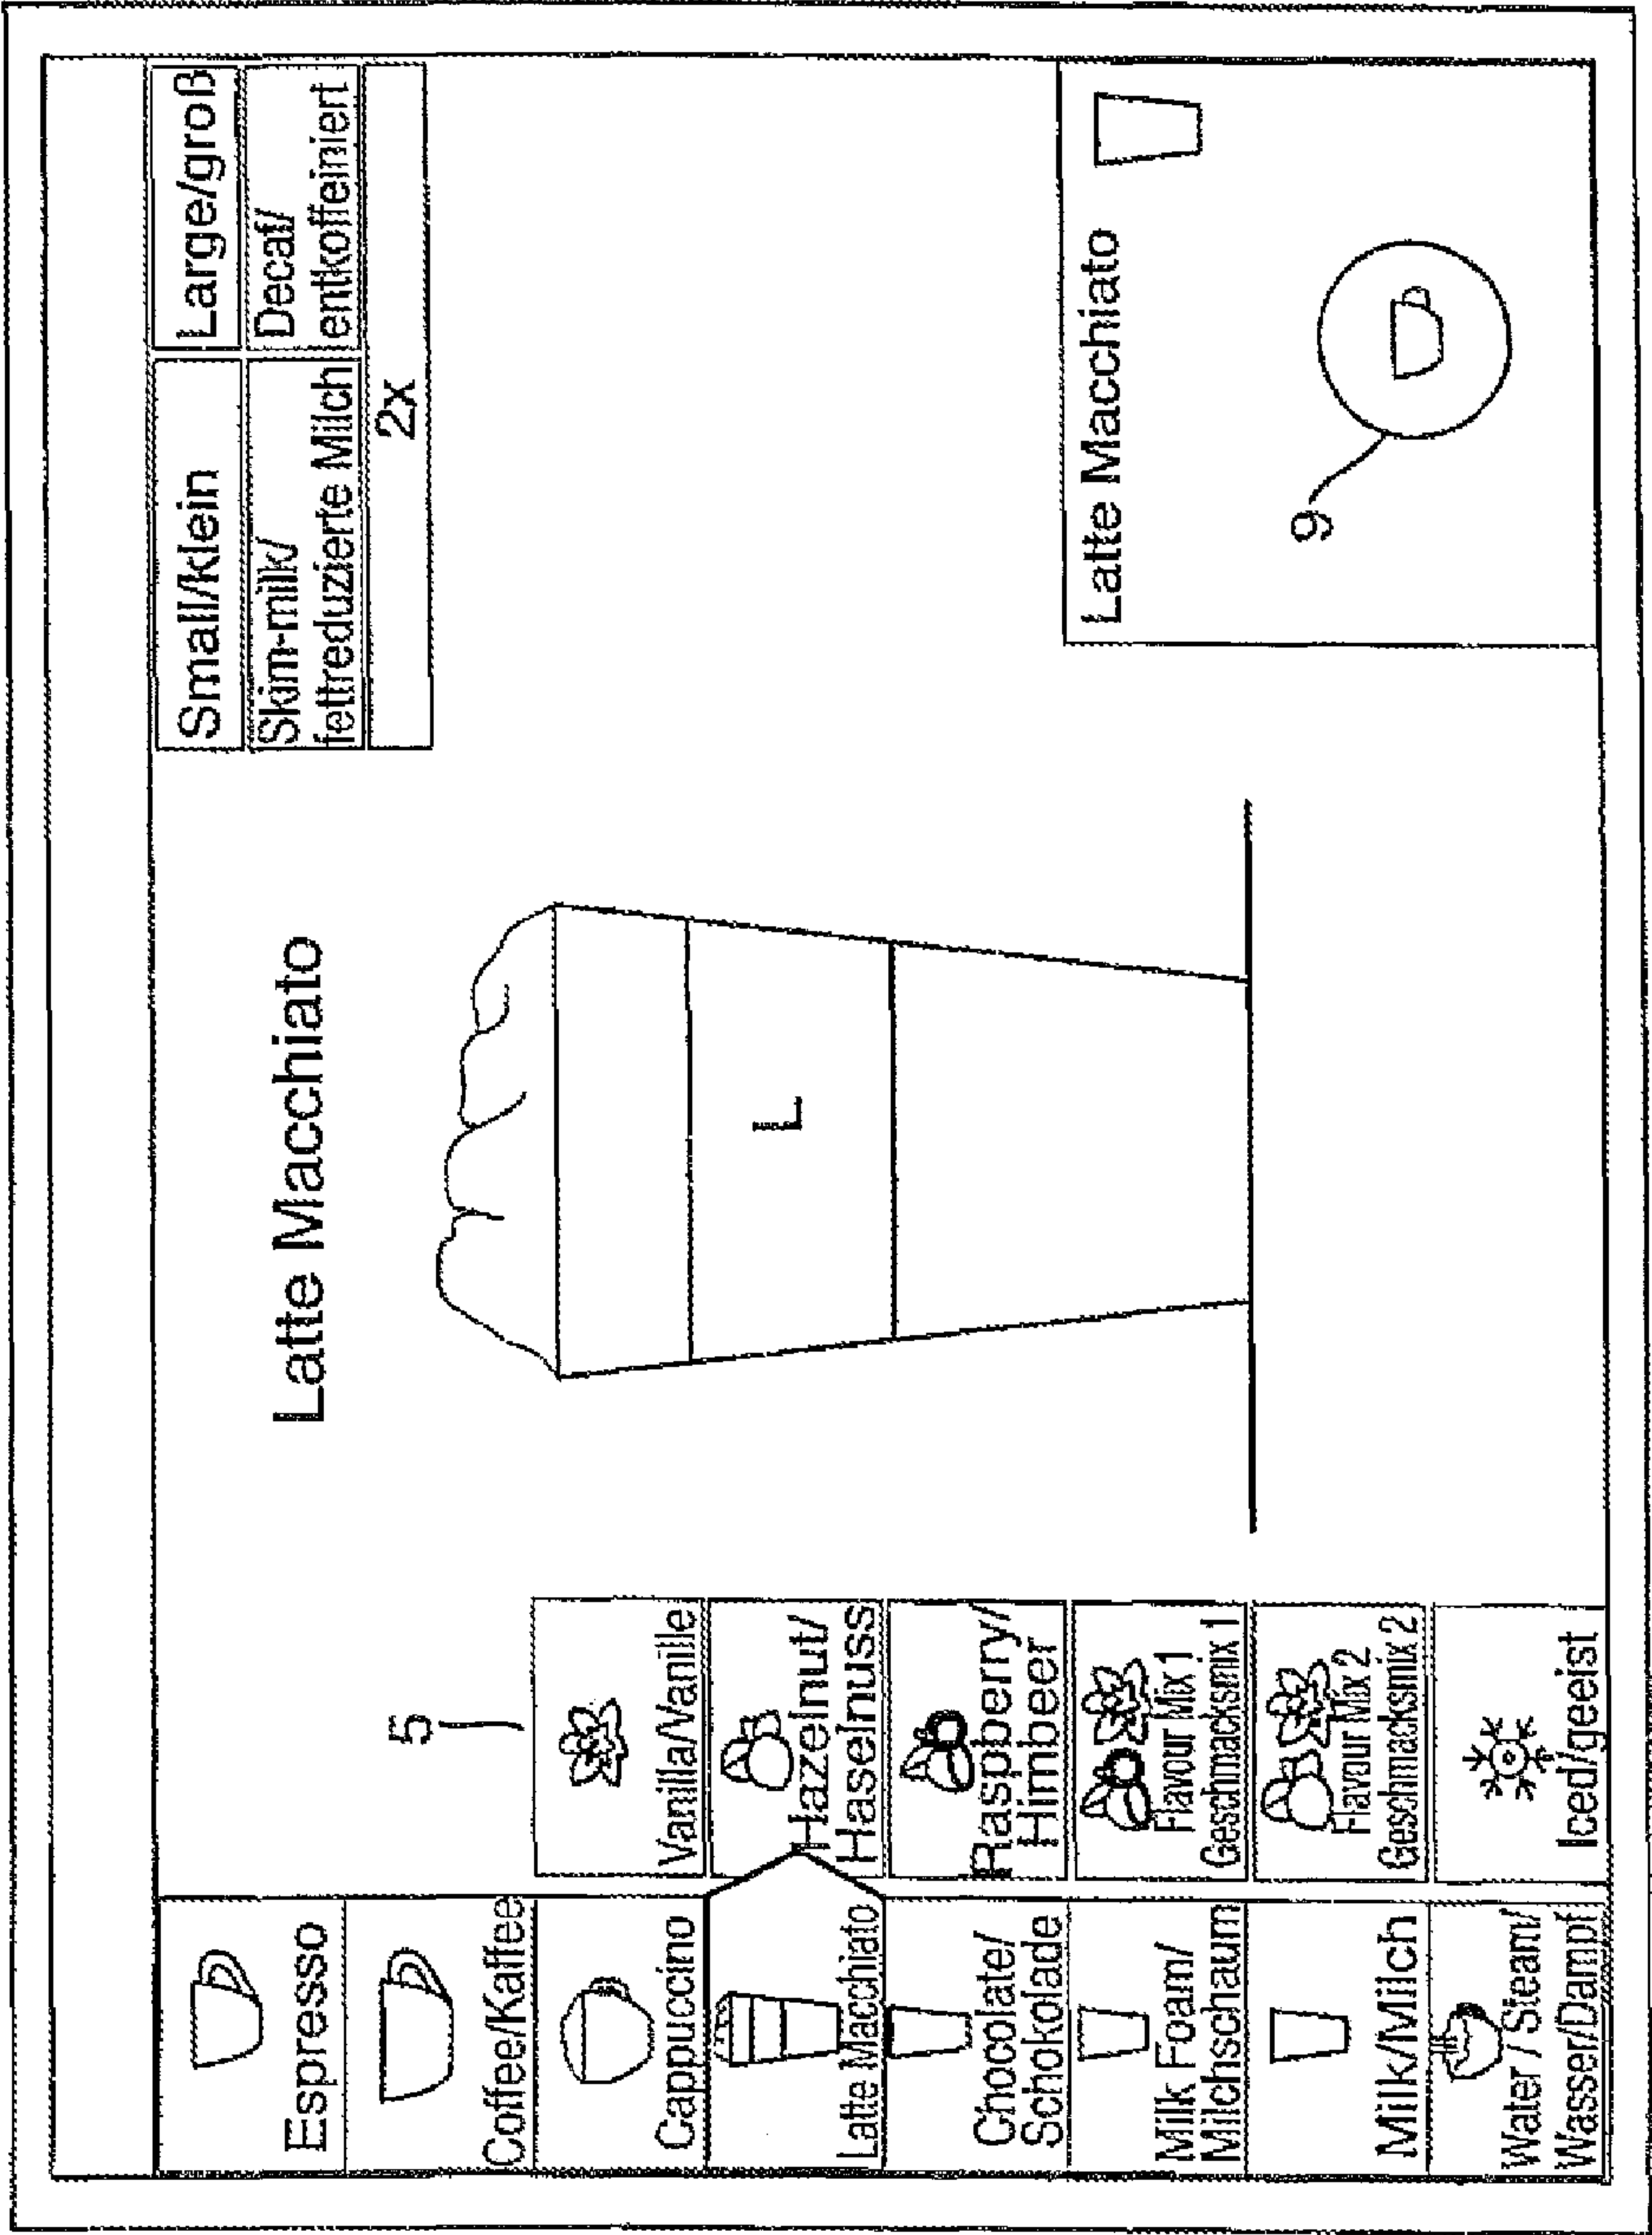 Espresso
Coffee/Kaffee
Cappuccino
Latte Macchiato
Chocolate/
Schokolade
Milk Foam/
Milchschaum
Milk/Milch
Water / Steam/
Wasser/Dampf
5
Vanilla/Vanille
Hazelnut/
Haselnuss
Raspberry/
Himbeer
Flavour Mix 1
Geschmacksmix 1
Flavour Mix 2
Geschmacksmix 2
Iced/geeist
Latte Macchiato
L
Small/klein
Large/groß
Skim-milk/
fettreduzierte Milch
Decaf/
entkoffeiniert
2x
Latte Macchiato
9